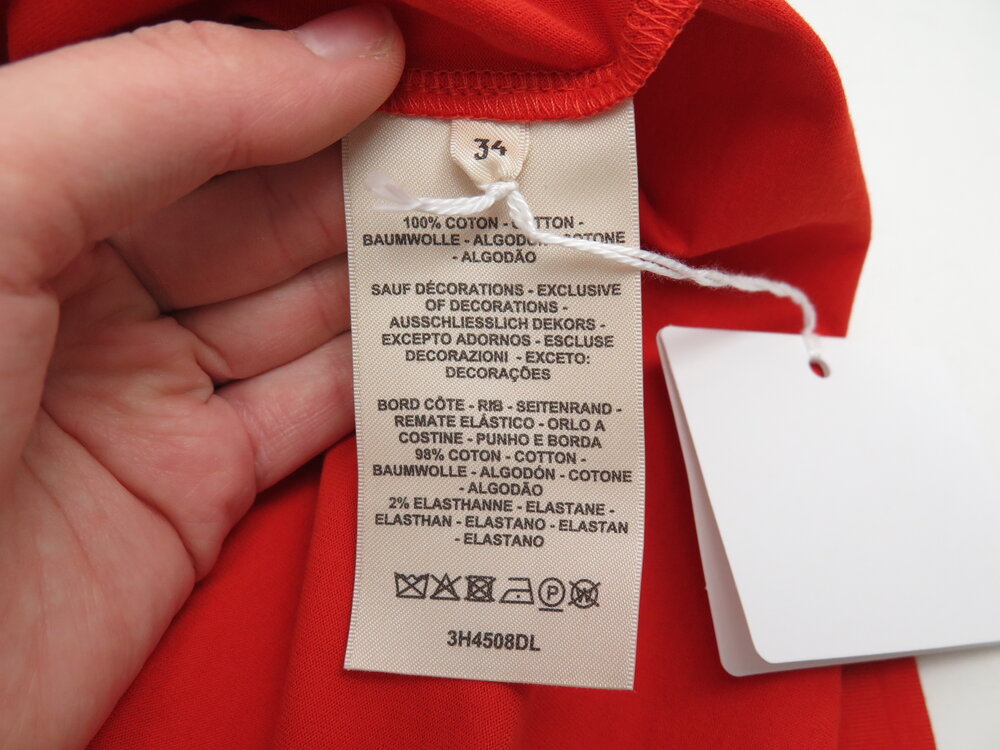 34
100% COTON - COTTON -
BAUMWOLLE - ALGODÓN - COTONE
- ALGODÃO
SAUF DÉCORATIONS - EXCLUSIVE
OF DECORATIONS -
AUSSCHLIESSLICH DEKORS -
EXCEPTO ADORNOS - ESCLUSE
DECORAZIONI - EXCETO:
DECORAÇÕES
BORD CÔTE - RIB - SEITENRAND -
REMATE ELÁSTICO - ORLO A
COSTINE - PUNHO E BORDA
98% COTON - COTTON -
BAUMWOLLE - ALGODÓN - COTONE
- ALGODÃO
2% ELASTHANNE - ELASTANE -
ELASTHAN - ELASTANO - ELASTAN
- ELASTANO
P W
3H4508DL